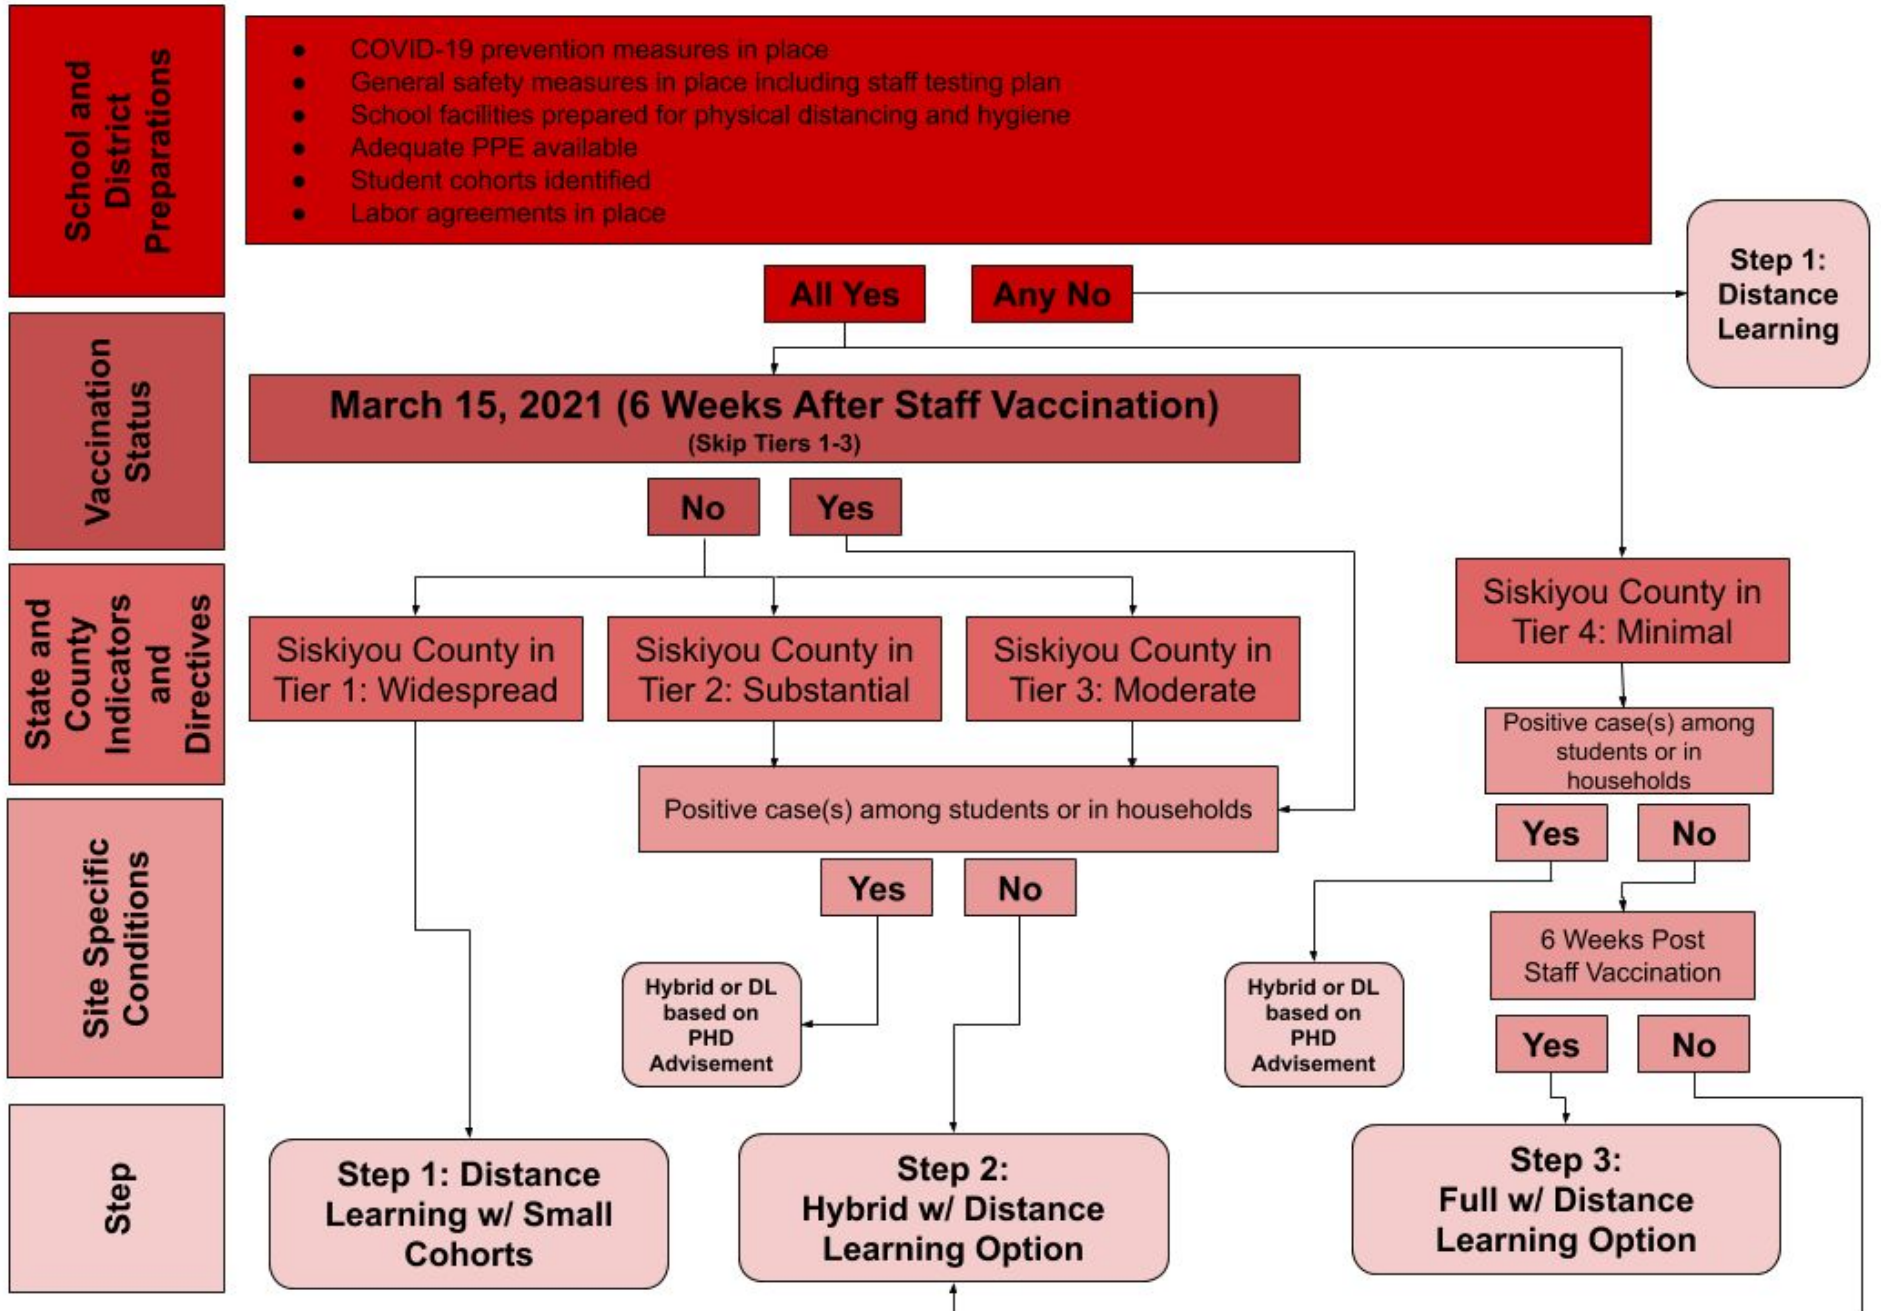 School and
District
Preparations
● COVID-19 prevention measures in place
● General safety measures in place including staff testing plan
● School facilities prepared for physical distancing and hygiene
● Adequate PPE available
● Student cohorts identified
● Labor agreements in place
Step 1:
Distance
Learning
All Yes
Any No
Vaccination
Status
March 15, 2021 (6 Weeks After Staff Vaccination)
(Skip Tiers 1-3)
No
Yes
State and
County
Indicators
and
Directives
Siskiyou County in
Tier 1: Widespread
Siskiyou County in
Tier 2: Substantial
Siskiyou County in
Tier 3: Moderate
Siskiyou County in
Tier 4: Minimal
Positive case(s) among
students or in
households
Site Specific
Conditions
Positive case(s) among students or in households
Yes
No
Yes
No
Hybrid or DL
based on
PHD
Advisement
Hybrid or DL
based on
PHD
Advisement
6 Weeks Post
Staff Vaccination
Yes
No
Step
Step 1: Distance
Learning w/ Small
Cohorts
Step 2:
Hybrid w/ Distance
Learning Option
Step 3:
Full w/ Distance
Learning Option